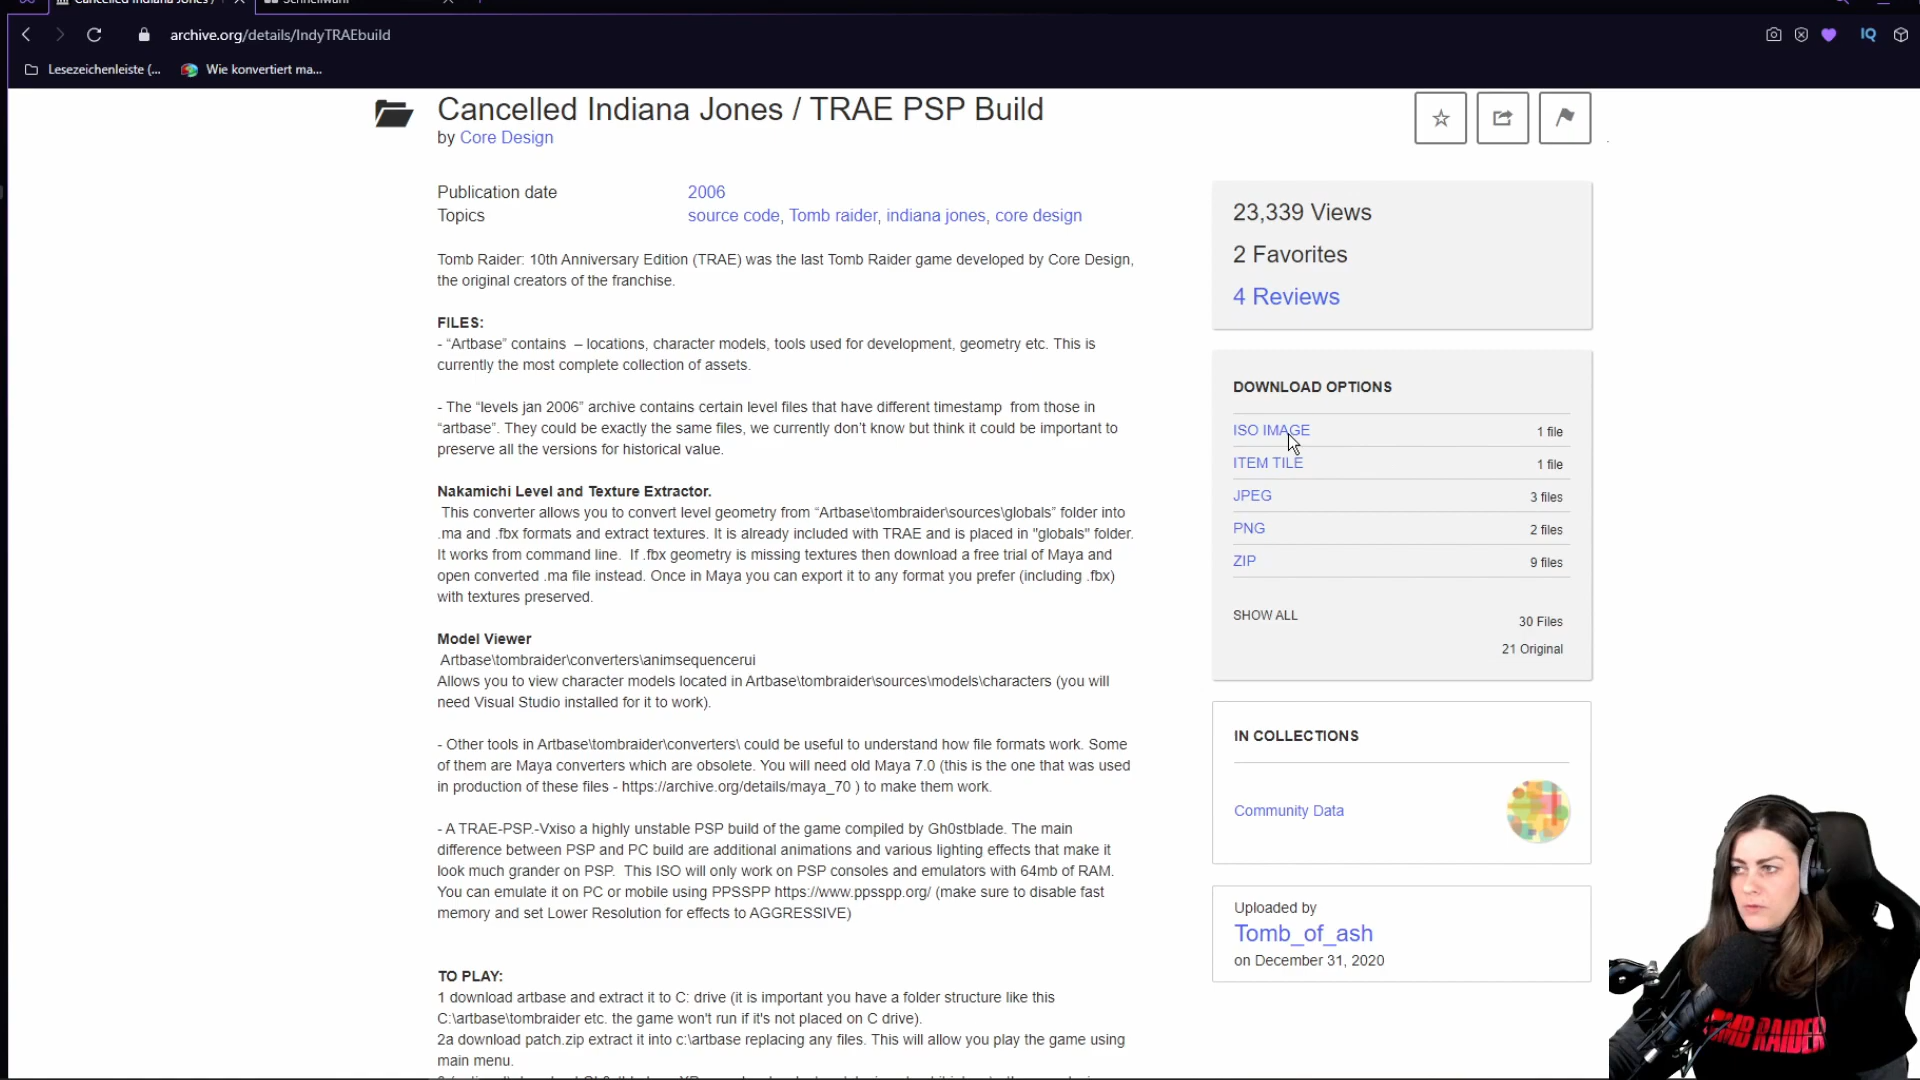 Cancelled Indiana Jones /
Schnellwahl
archive.org/details/IndyTRAEbuild
IQ
Lesezeichenleiste (...
Wie konvertiert ma...
Cancelled Indiana Jones / TRAE PSP Build
by Core Design
Publication date 2006
Topics source code, Tomb raider, indiana jones, core design
Tomb Raider: 10th Anniversary Edition (TRAE) was the last Tomb Raider game developed by Core Design,
the original creators of the franchise.
FILES:
- “Artbase” contains – locations, character models, tools used for development, geometry etc. This is
currently the most complete collection of assets.
- The “levels jan 2006” archive contains certain level files that have different timestamp from those in
“artbase”. They could be exactly the same files, we currently don’t know but think it could be important to
preserve all the versions for historical value.
Nakamichi Level and Texture Extractor.
This converter allows you to convert level geometry from “Artbase\tombraider\sources\globals” folder into
.ma and .fbx formats and extract textures. It is already included with TRAE and is placed in "globals" folder.
It works from command line. If .fbx geometry is missing textures then download a free trial of Maya and
open converted .ma file instead. Once in Maya you can export it to any format you prefer (including .fbx)
with textures preserved.
Model Viewer
Artbase\tombraider\converters\animsequencerui
Allows you to view character models located in Artbase\tombraider\sources\models\characters (you will
need Visual Studio installed for it to work).
- Other tools in Artbase\tombraider\converters\ could be useful to understand how file formats work. Some
of them are Maya converters which are obsolete. You will need old Maya 7.0 (this is the one that was used
in production of these files - https://archive.org/details/maya_70 ) to make them work.
- A TRAE-PSP.-Vxiso a highly unstable PSP build of the game compiled by Gh0stblade. The main
difference between PSP and PC build are additional animations and various lighting effects that make it
look much grander on PSP. This ISO will only work on PSP consoles and emulators with 64mb of RAM.
You can emulate it on PC or mobile using PPSSPP https://www.ppsspp.org/ (make sure to disable fast
memory and set Lower Resolution for effects to AGGRESSIVE)
TO PLAY:
1 download artbase and extract it to C: drive (it is important you have a folder structure like this
C:\artbase\tombraider etc. the game won't run if it's not placed on C drive).
2a download patch.zip extract it into c:\artbase replacing any files. This will allow you play the game using
main menu.
23,339 Views
2 Favorites
4 Reviews
DOWNLOAD OPTIONS
ISO IMAGE 1 file
ITEM TILE 1 file
JPEG 3 files
PNG 2 files
ZIP 9 files
SHOW ALL 30 Files
21 Original
IN COLLECTIONS
Community Data
Uploaded by
Tomb_of_ash
on December 31, 2020
TOMB RAIDER